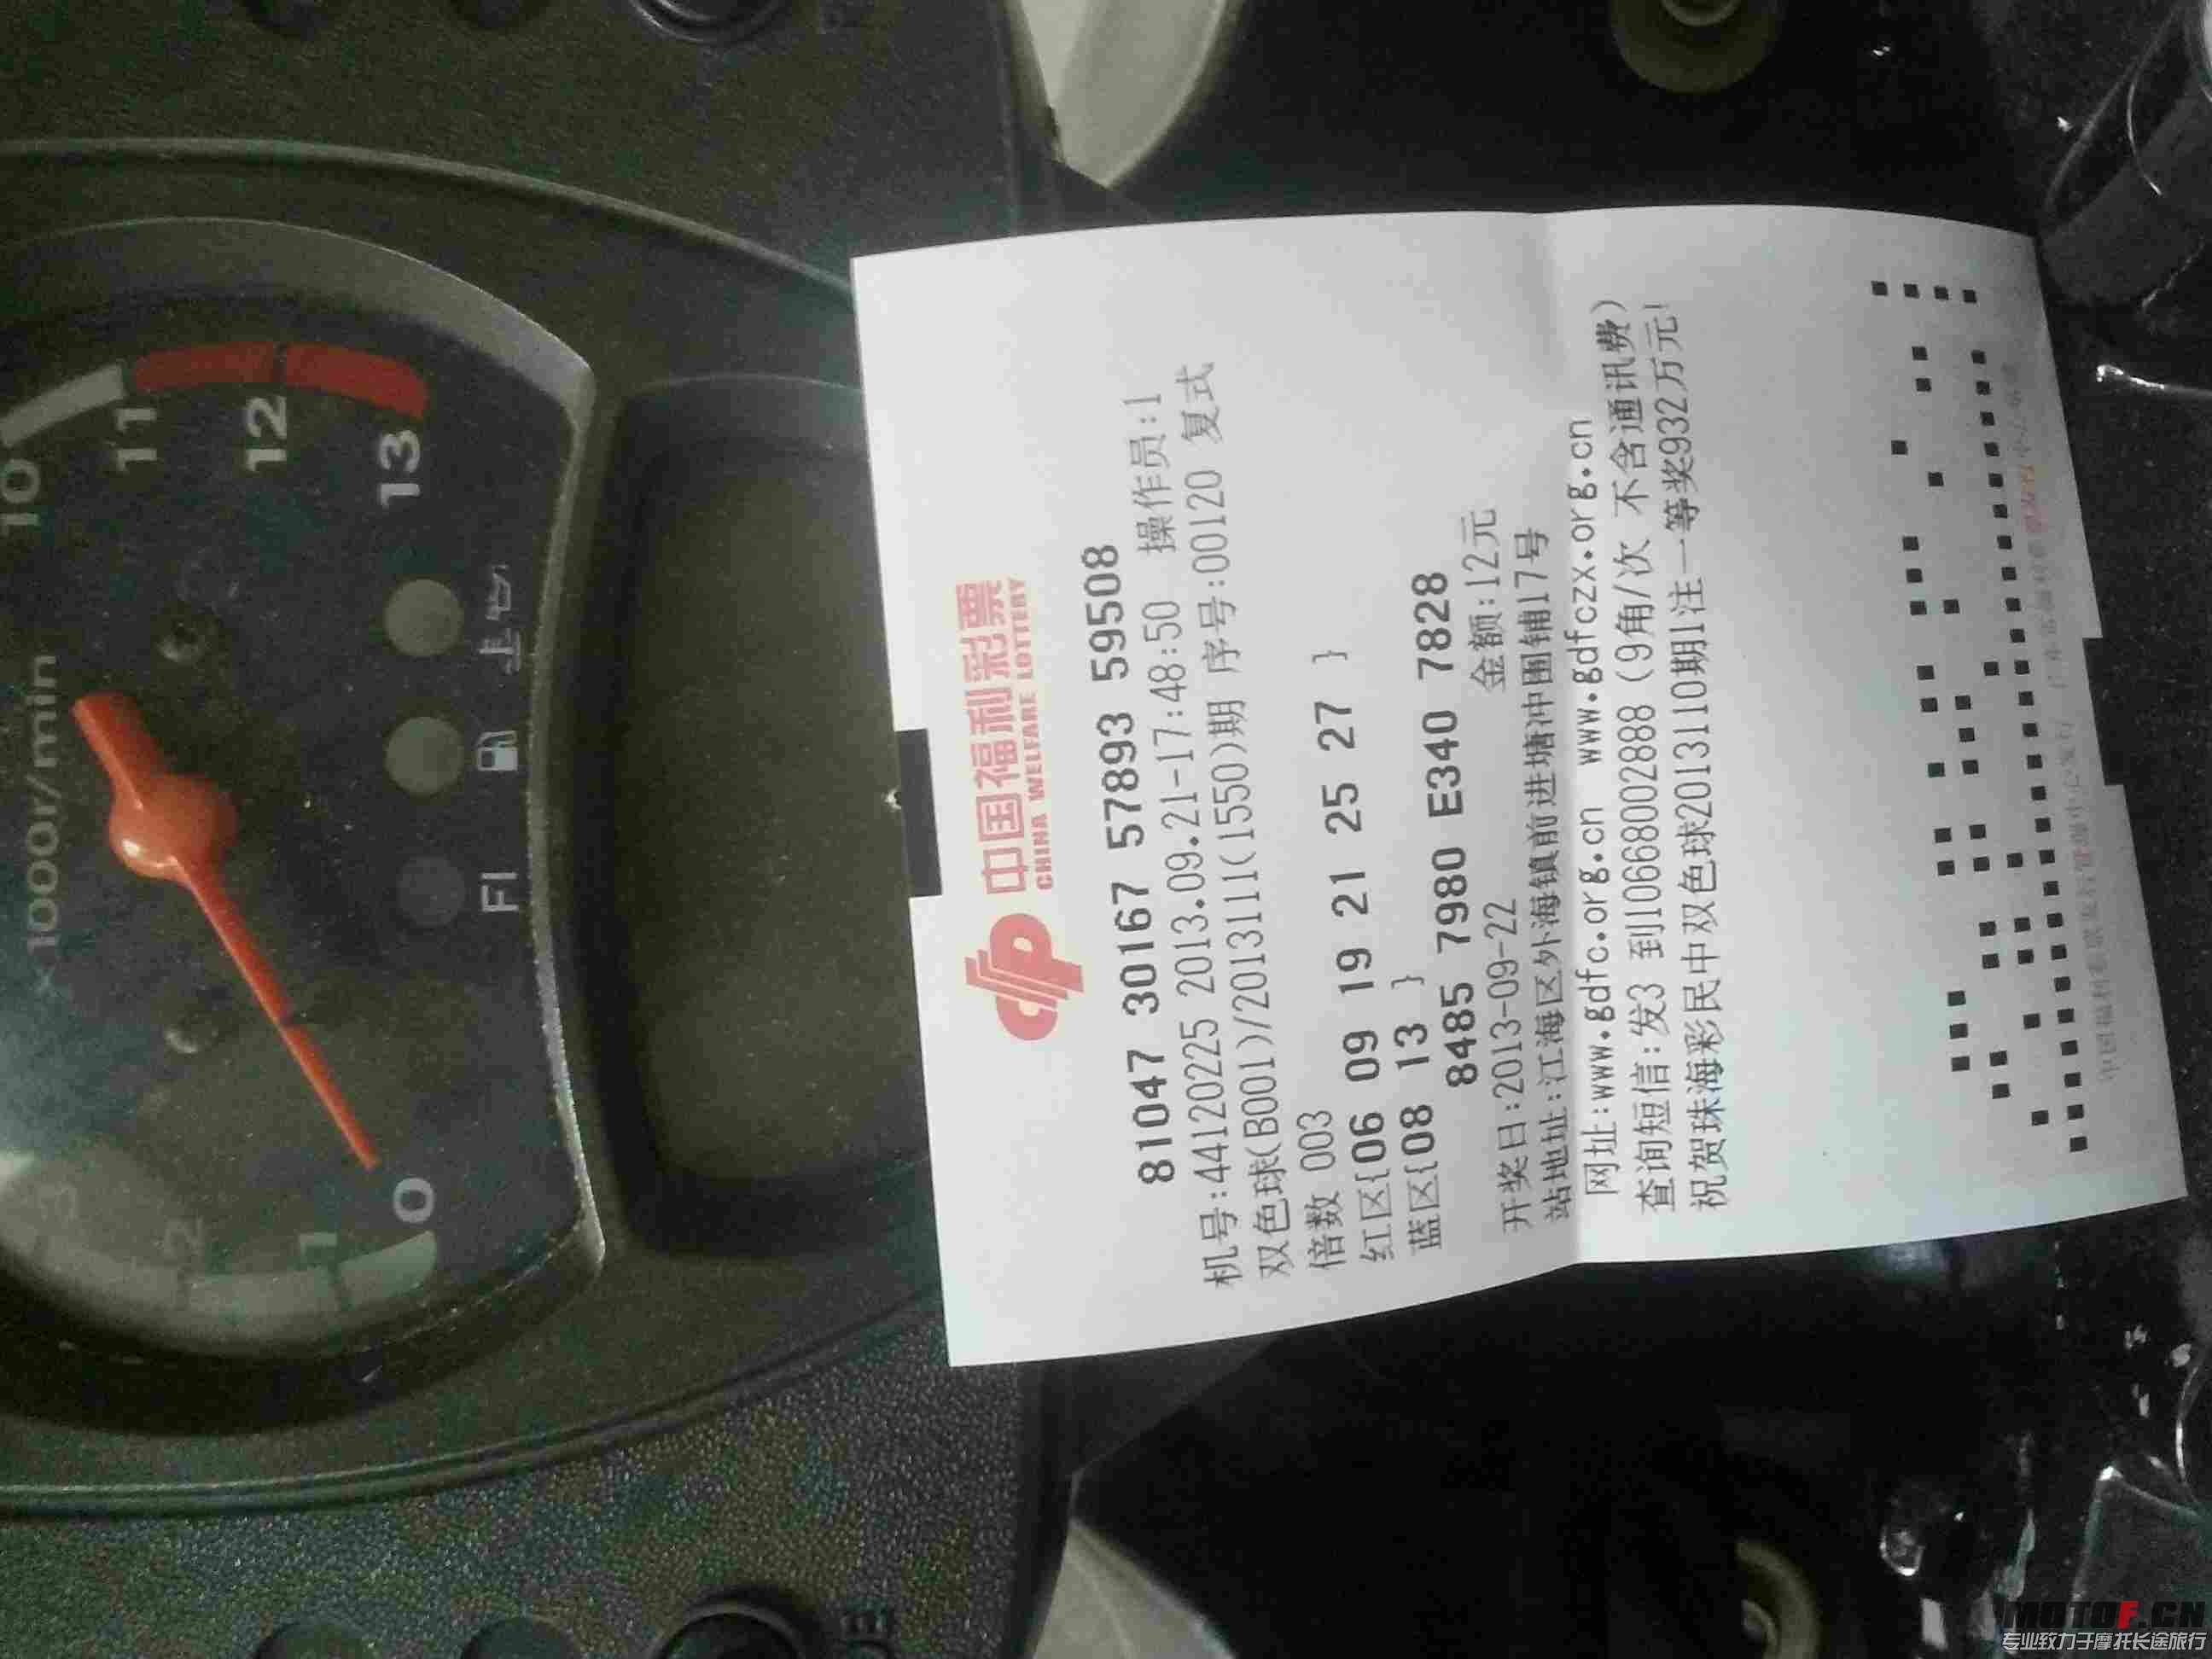 中国福利彩票
CHINA WELFARE LOTTERY
81047 30167 57893 59508
机号:44120225 2013.09.21-17:48:50 操作员:1
双色球(B001)/2013111(1550)期 序号:00120 复式
倍数 003
红区{06 09 19 21 25 27 }
蓝区{08 13 }
8485 7980 E340 7828
开奖日:2013-09-22 金额:12元
站地址:江海区外海镇前进塘冲围铺17号
网址:www.gdfc.org.cn www.gdfczx.org.cn
查询短信:发3 到10668002888 (9角/次 不含通讯费)
祝贺珠海彩民中双色球2013110期1注一等奖932万元!
x1000r/min
0
1
2
3
10
11
12
13
FI
MOTOF.CN
专业致力于摩托长途旅行